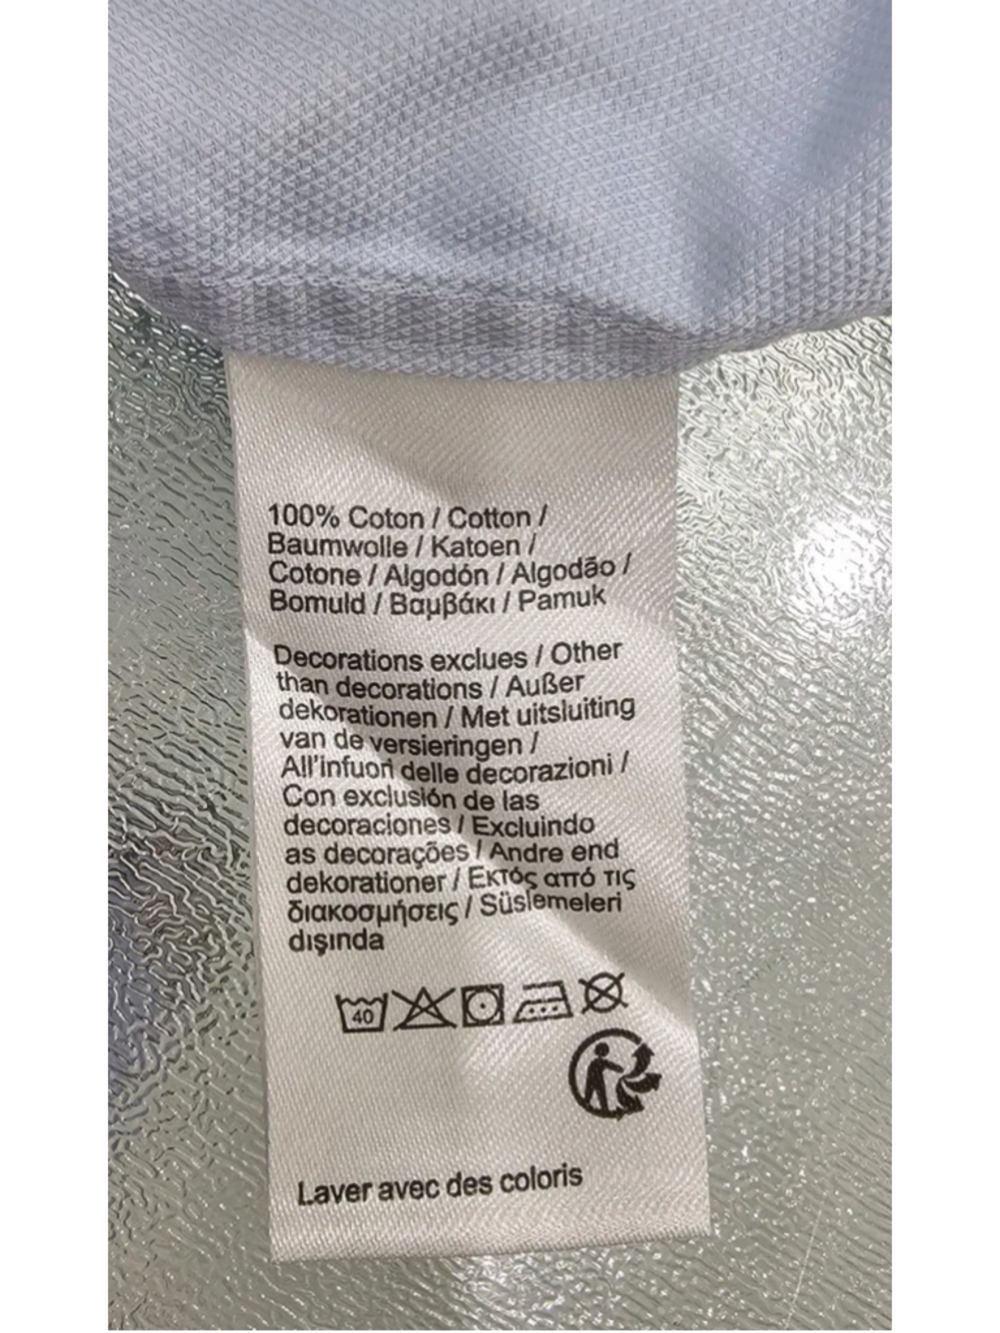 100% Coton / Cotton /
Baumwolle / Katoen /
Cotone / Algodón / Algodão /
Bomuld / Βαμβάκι / Pamuk
Decorations exclues / Other
than decorations / Außer
dekorationen / Met uitsluiting
van de versieringen /
All'infuori delle decorazioni /
Con exclusión de las
decoraciones / Excluindo
as decorações / Andre end
dekorationer / Εκτός από τις
διακοσμήσεις / Süslemeleri
dışında
40
Laver avec des coloris